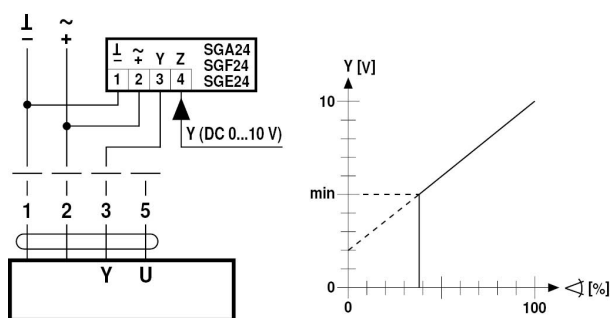 ⊥ ~
− +
⊥ ~ Y Z
− +
1 2 3 4
SGA24
SGF24
SGE24
Y (DC 0...10 V)
1 2 3 5
Y U
Y [V]
10
min
0
0 100
∢ [%]